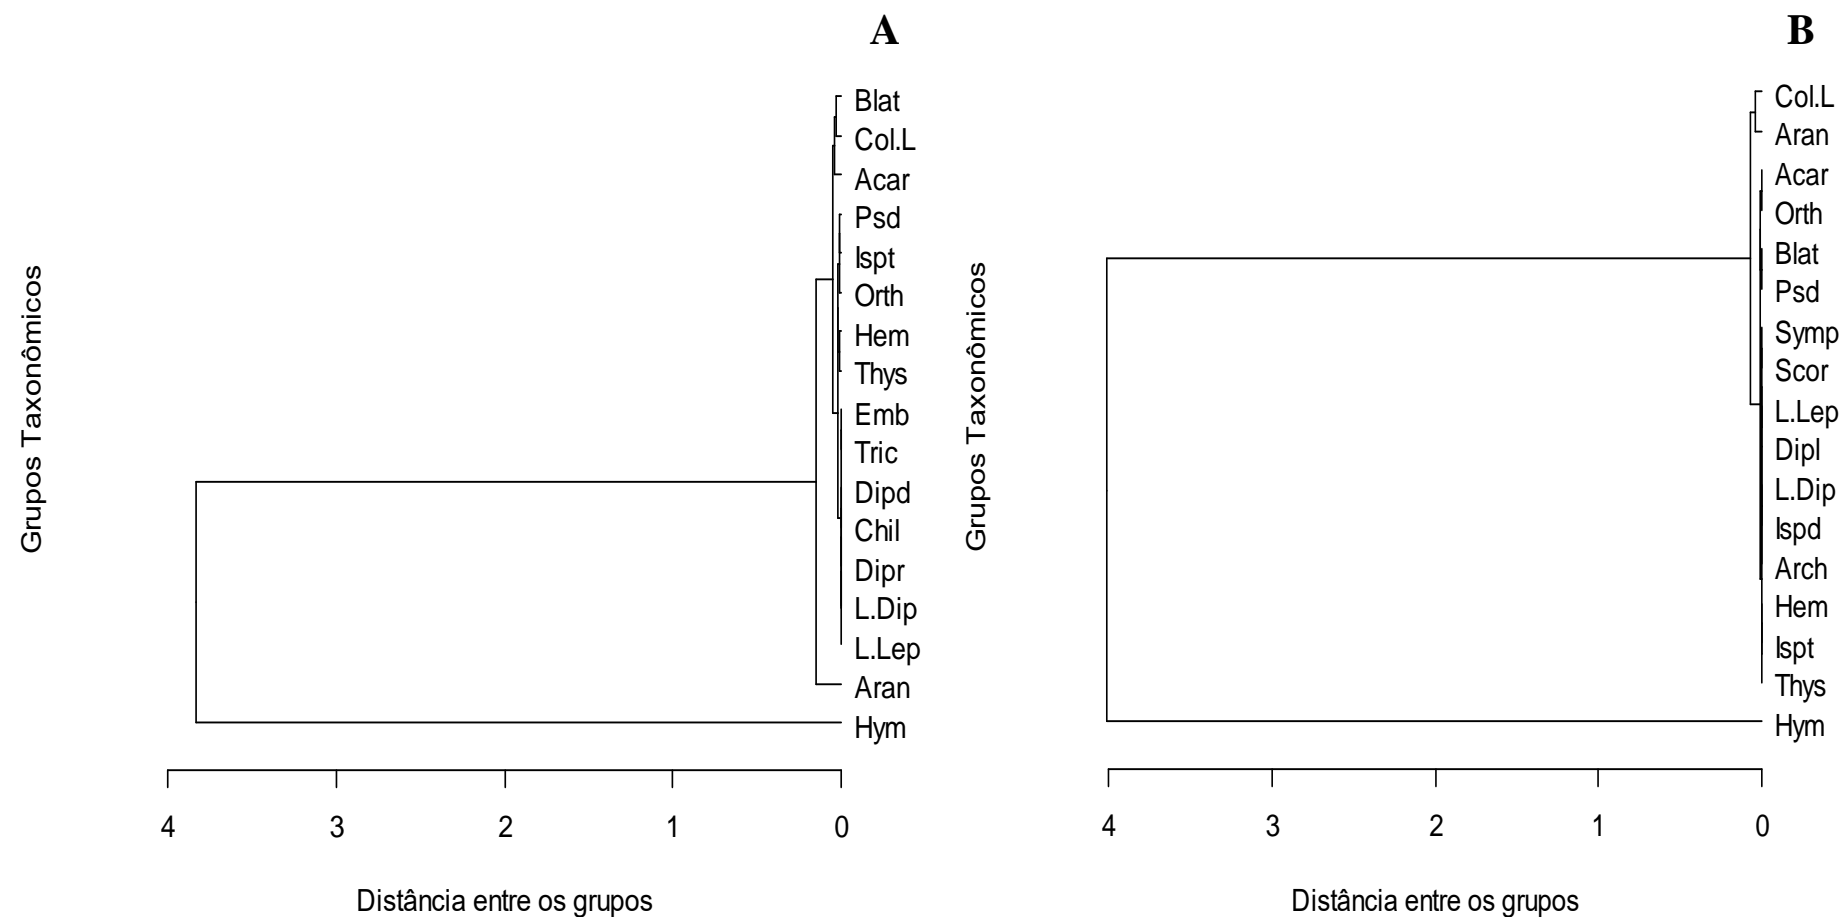 A
Grupos Taxonômicos
Blat
Col.L
Acar
Psd
Ispt
Orth
Hem
Thys
Emb
Tric
Dipd
Chil
Dipr
L.Dip
L.Lep
Aran
Hym
4 3 2 1 0
Distância entre os grupos
B
Grupos Taxonômicos
Col.L
Aran
Acar
Orth
Blat
Psd
Symp
Scor
L.Lep
Dipl
L.Dip
Ispd
Arch
Hem
Ispt
Thys
Hym
4 3 2 1 0
Distância entre os grupos